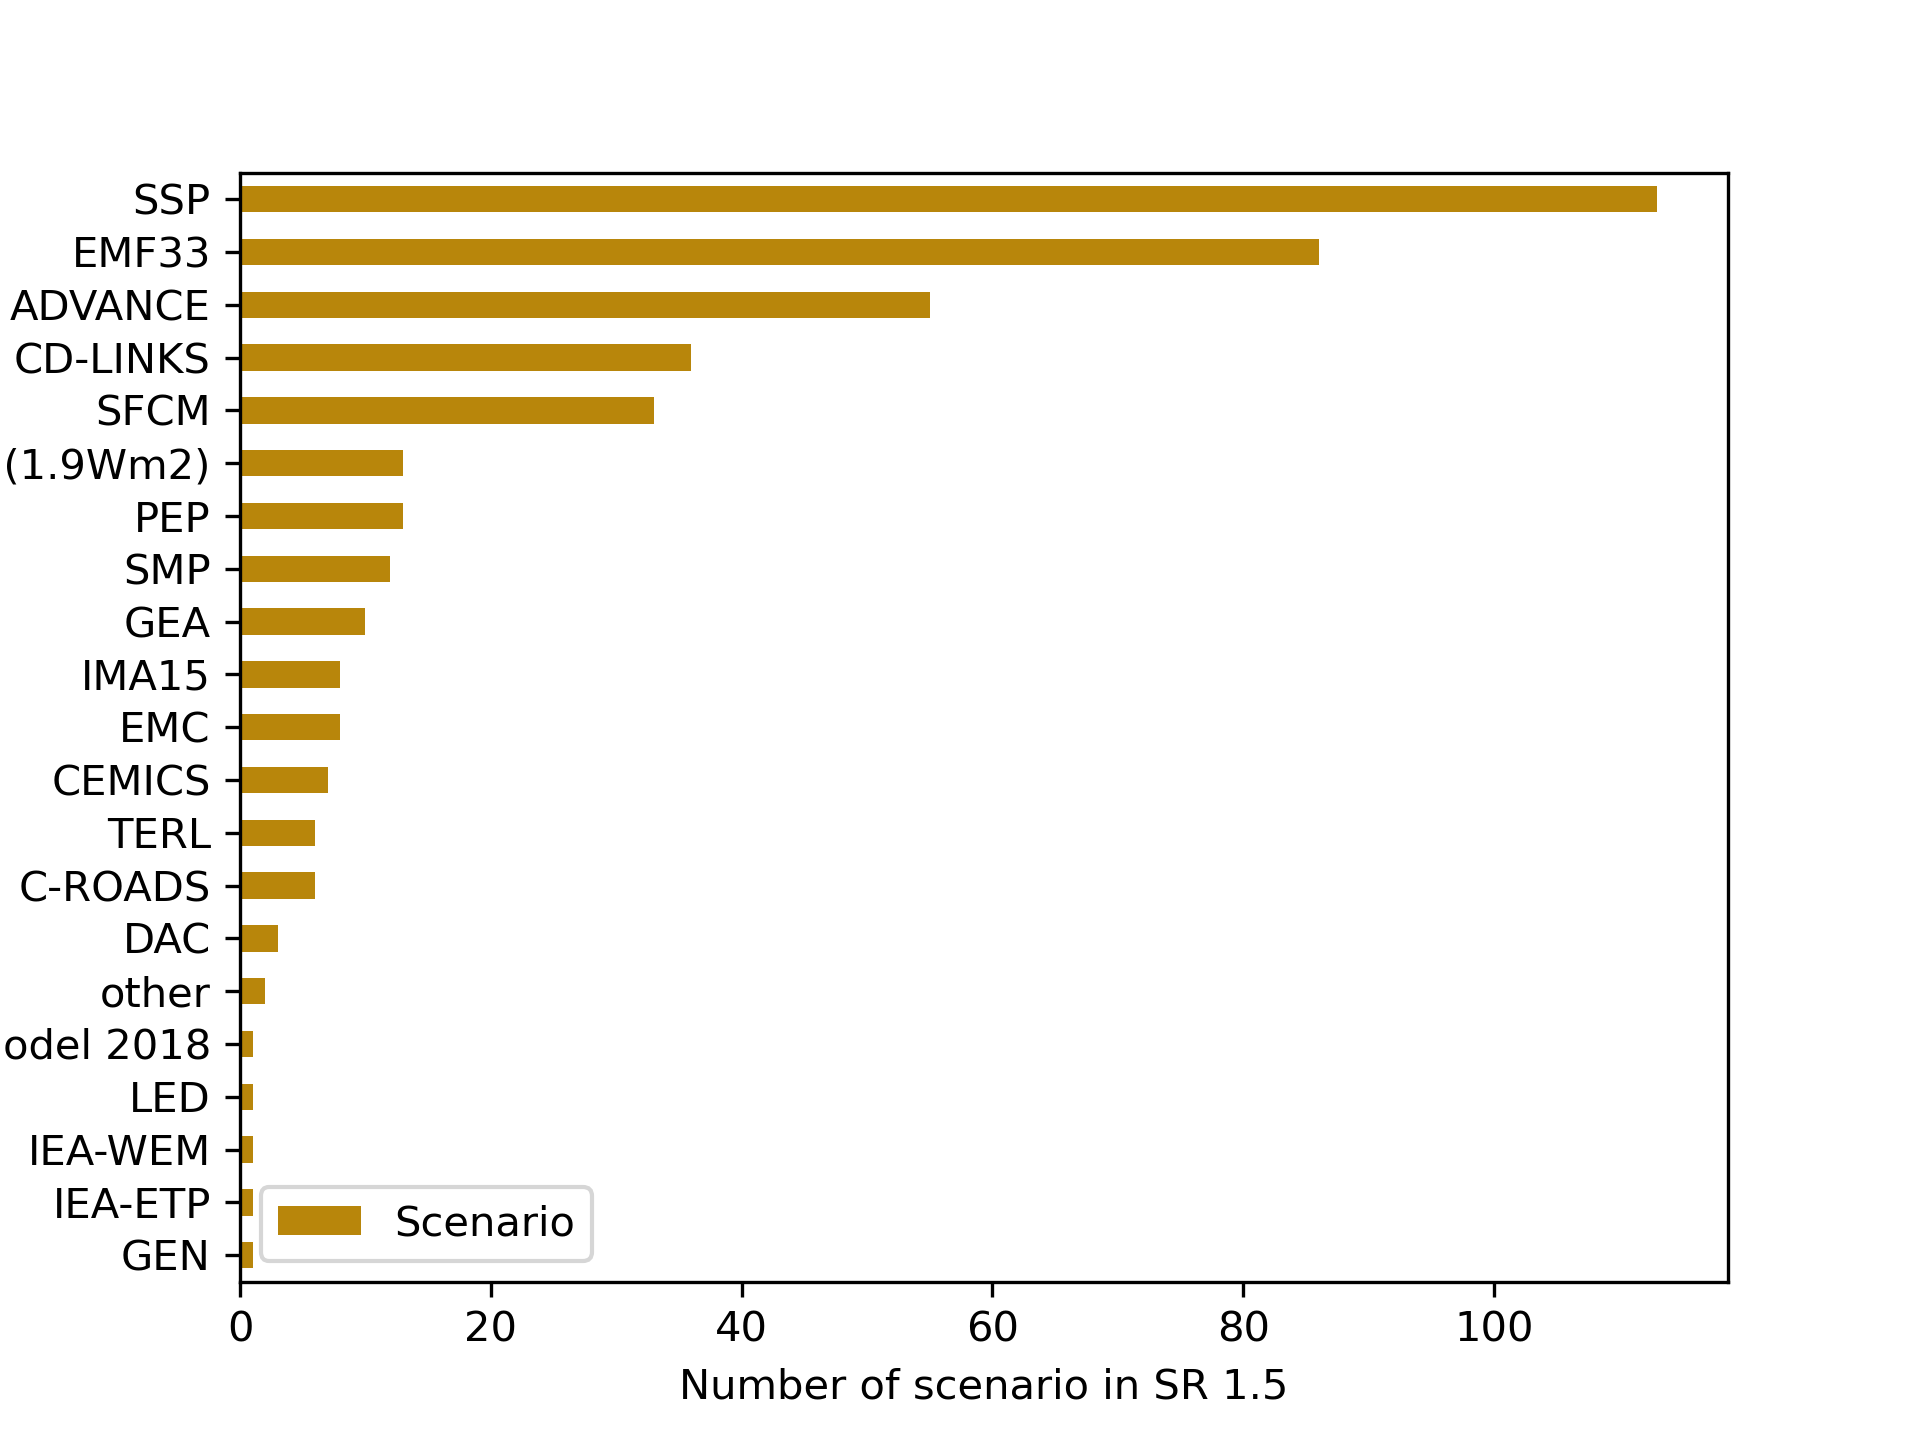 SSP
EMF33
ADVANCE
CD-LINKS
SFCM
(1.9Wm2)
PEP
SMP
GEA
IMA15
EMC
CEMICS
TERL
C-ROADS
DAC
other
odel 2018
LED
IEA-WEM
IEA-ETP
GEN
Scenario
0 20 40 60 80 100
Number of scenario in SR 1.5